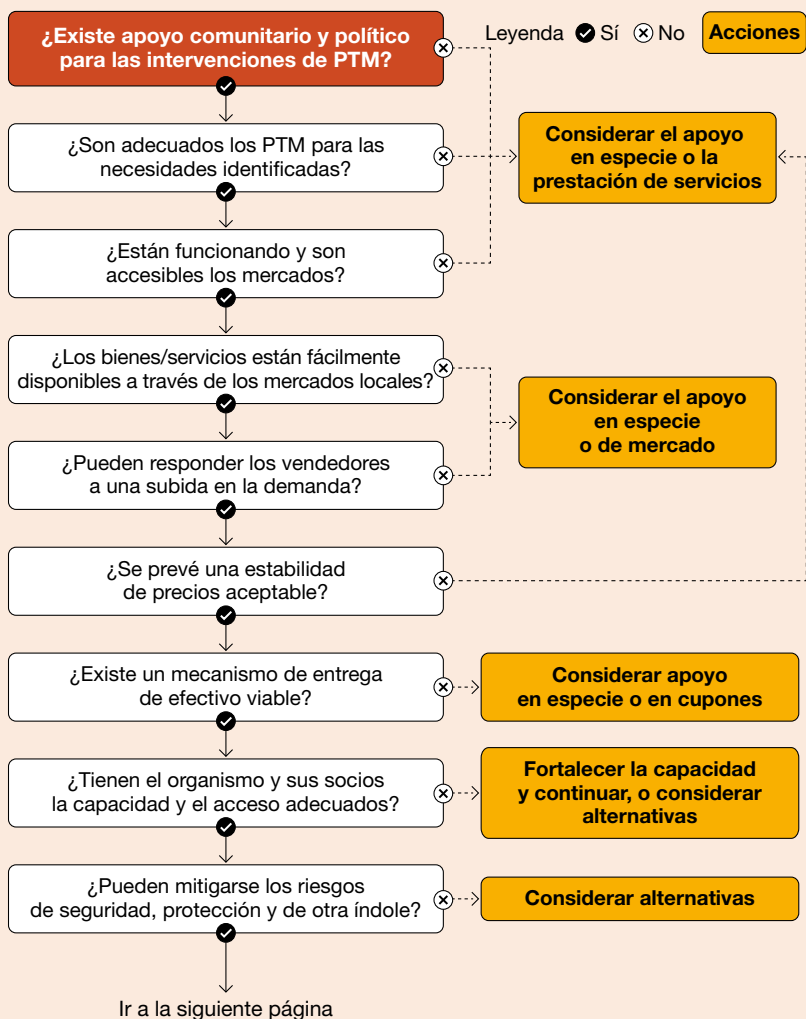 ¿Existe apoyo comunitario y político
para las intervenciones de PTM?
Leyenda Sí No Acciones
¿Son adecuados los PTM para las
necesidades identificadas?
Considerar el apoyo
en especie o la
prestación de servicios
¿Están funcionando y son
accesibles los mercados?
¿Los bienes/servicios están fácilmente
disponibles a través de los mercados locales?
Considerar el apoyo
en especie
o de mercado
¿Pueden responder los vendedores
a una subida en la demanda?
¿Se prevé una estabilidad
de precios aceptable?
¿Existe un mecanismo de entrega
de efectivo viable?
Considerar apoyo
en especie o en cupones
¿Tienen el organismo y sus socios
la capacidad y el acceso adecuados?
Fortalecer la capacidad
y continuar, o considerar
alternativas
¿Pueden mitigarse los riesgos
de seguridad, protección y de otra índole?
Considerar alternativas
Ir a la siguiente página